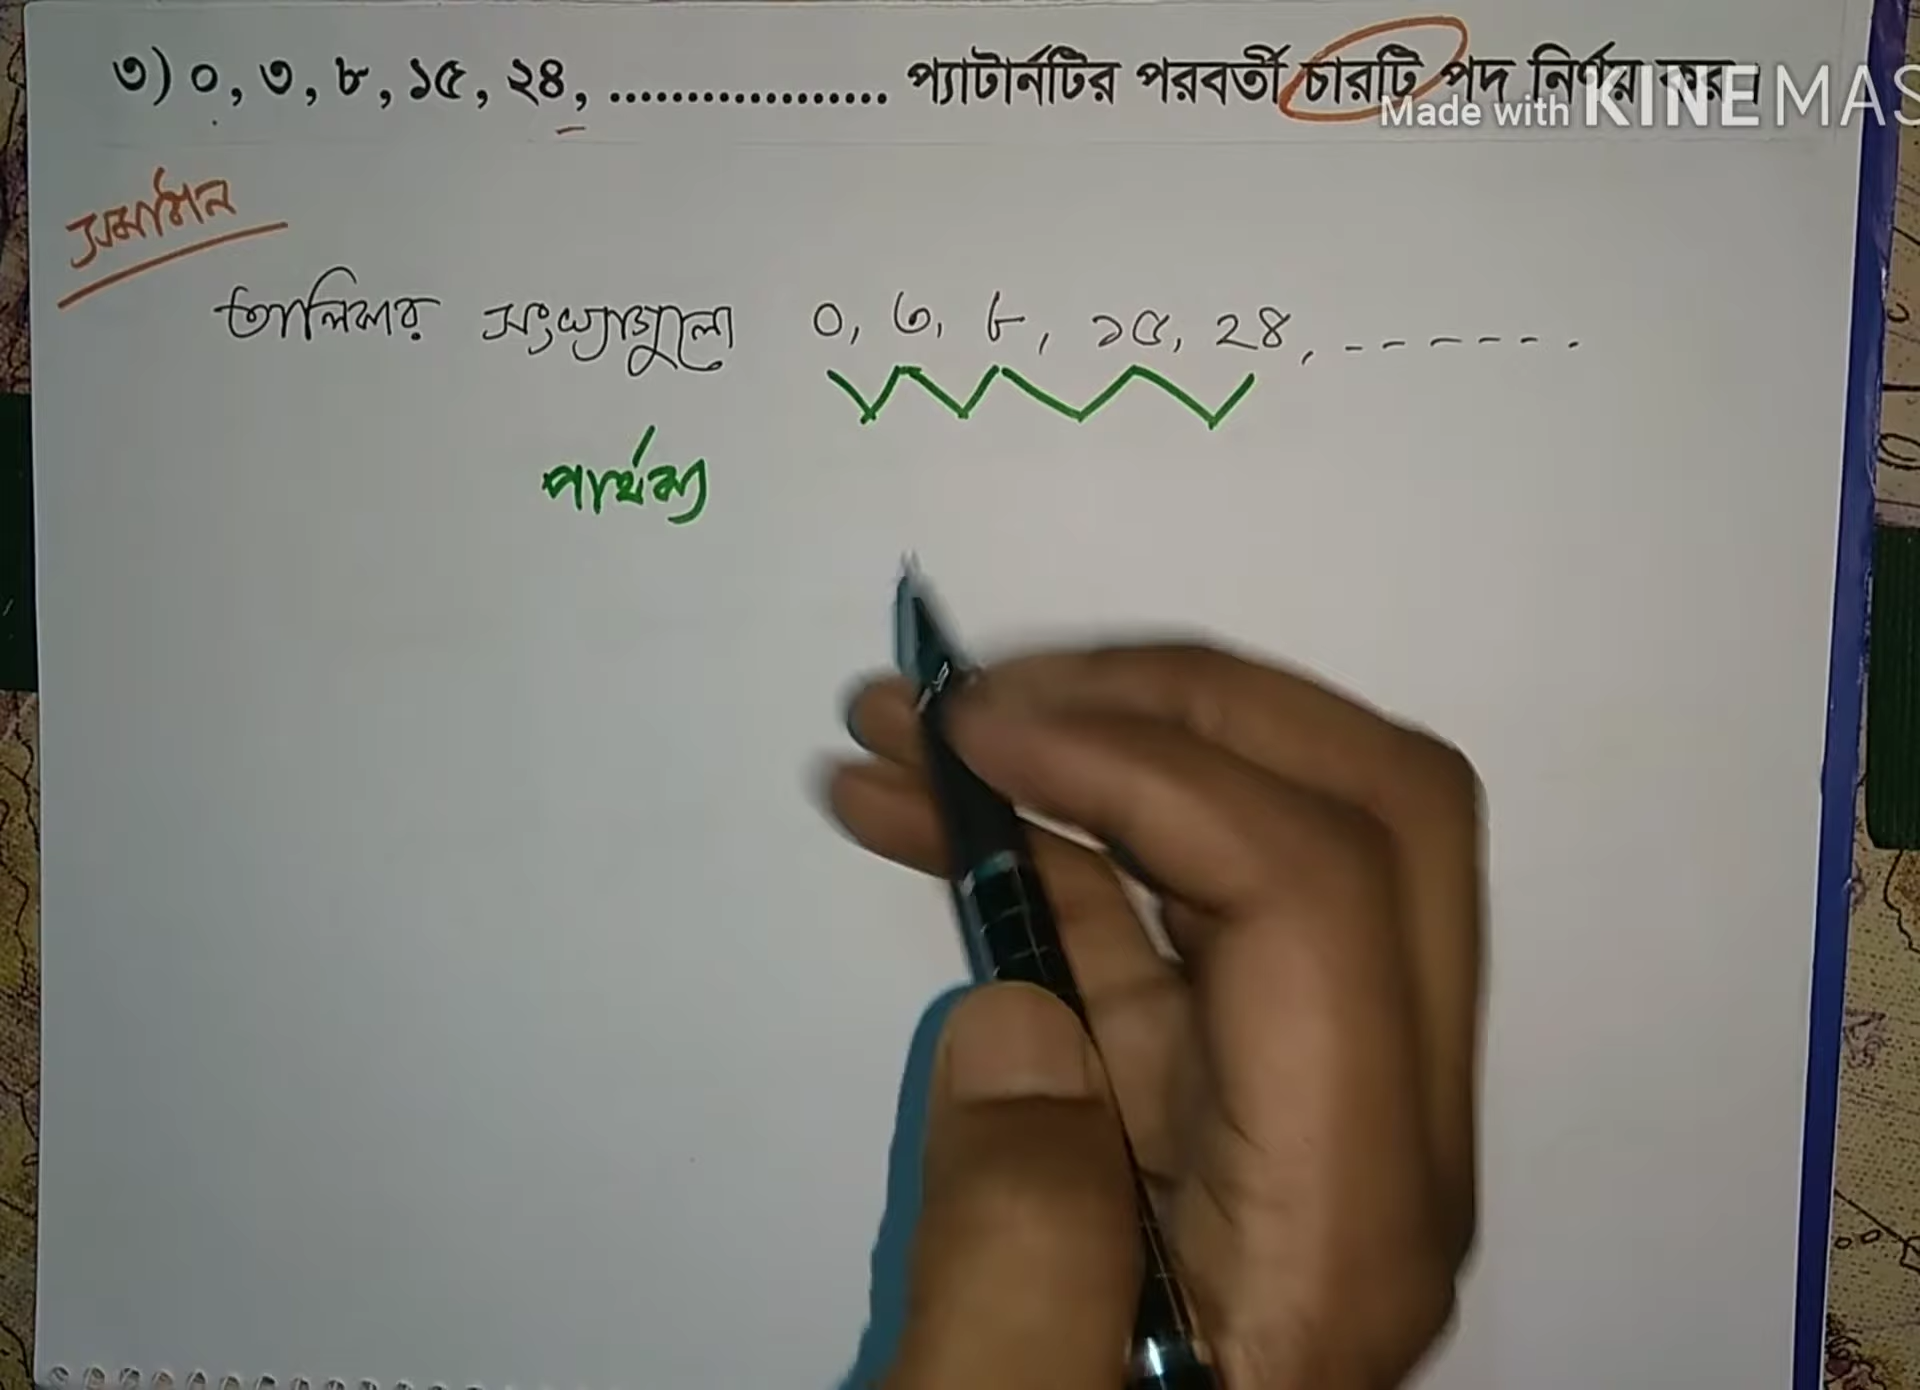 ৩) ০, ৩, ৮, ১৫, ২৪, .................. প্যাটার্নটির পরবর্তী চারটি পদ নির্ণয় কর।
Made with KINEMAS
সমাধান
তালিকার সংখ্যাগুলো ০, ৩, ৮, ১৫, ২৪, - - - - - - .
পার্থক্য